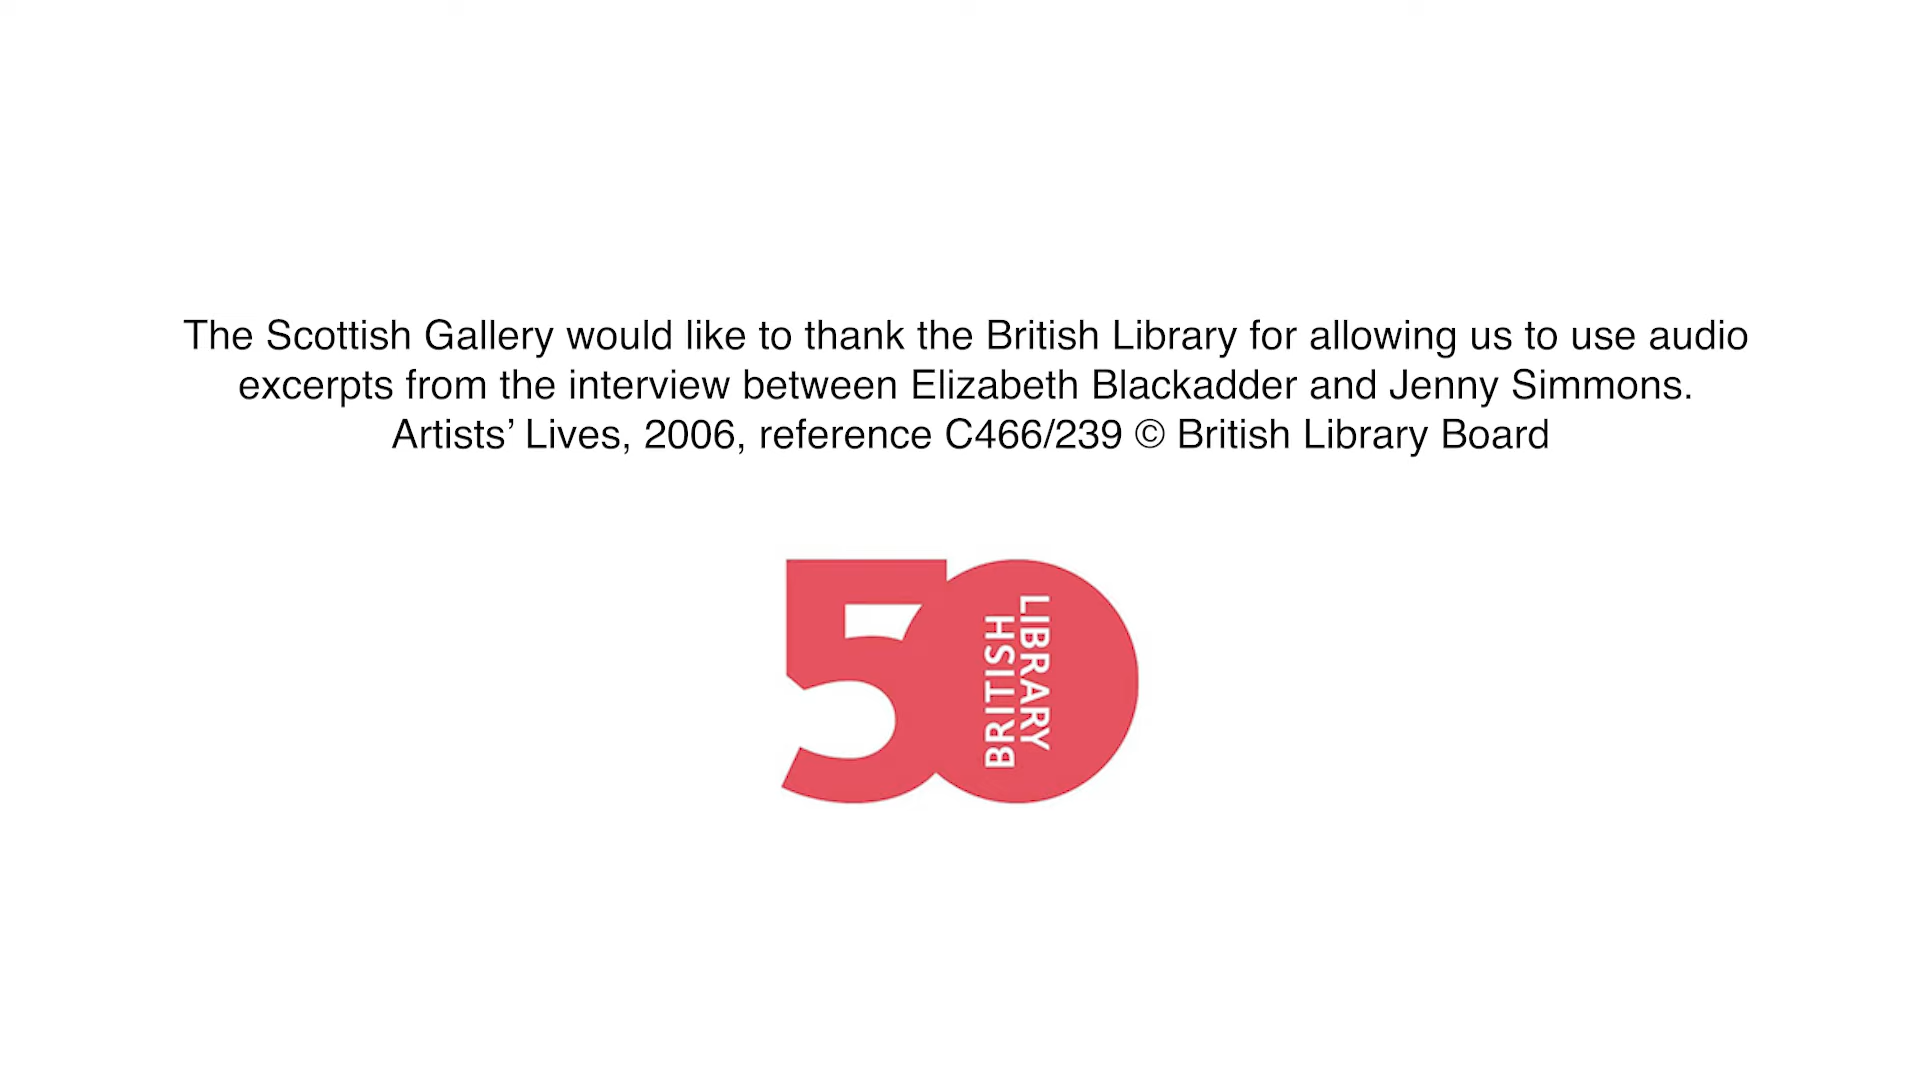 The Scottish Gallery would like to thank the British Library for allowing us to use audio
excerpts from the interview between Elizabeth Blackadder and Jenny Simmons.
Artists’ Lives, 2006, reference C466/239 © British Library Board
50
BRITISH
LIBRARY